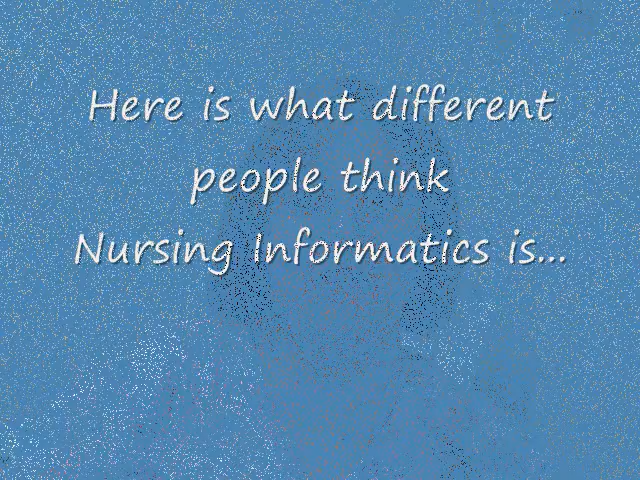 Here is what different
people think
Nursing Informatics is...